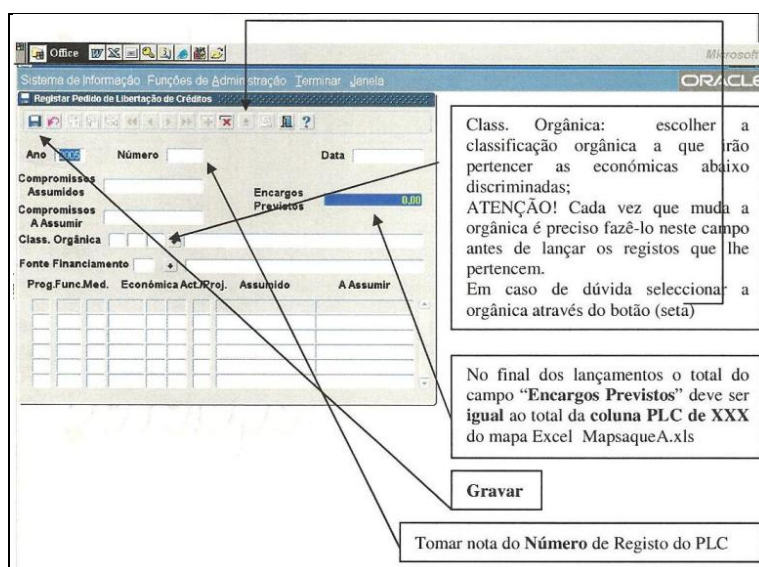 Office
Microsoft
Sistema de Informação Funções de Administração Terminar Janela
ORACLE
Registar Pedido de Libertação de Créditos
Ano 2005 Número Data
Compromissos
Assumidos
Encargos
Previstos 0,00
Compromissos
A Assumir
Class. Orgânica
Fonte Financiamento
Prog. Func. Med. Económica Act./Proj. Assumido A Assumir
Class. Orgânica: escolher a
classificação orgânica a que irão
pertencer as económicas abaixo
discriminadas;
ATENÇÃO! Cada vez que muda a
orgânica é preciso fazê-lo neste campo
antes de lançar os registos que lhe
pertencem.
Em caso de dúvida seleccionar a
orgânica através do botão (seta)
No final dos lançamentos o total do
campo “Encargos Previstos” deve ser
igual ao total da coluna PLC de XXX
do mapa Excel MapsaqueA.xls
Gravar
Tomar nota do Número de Registo do PLC